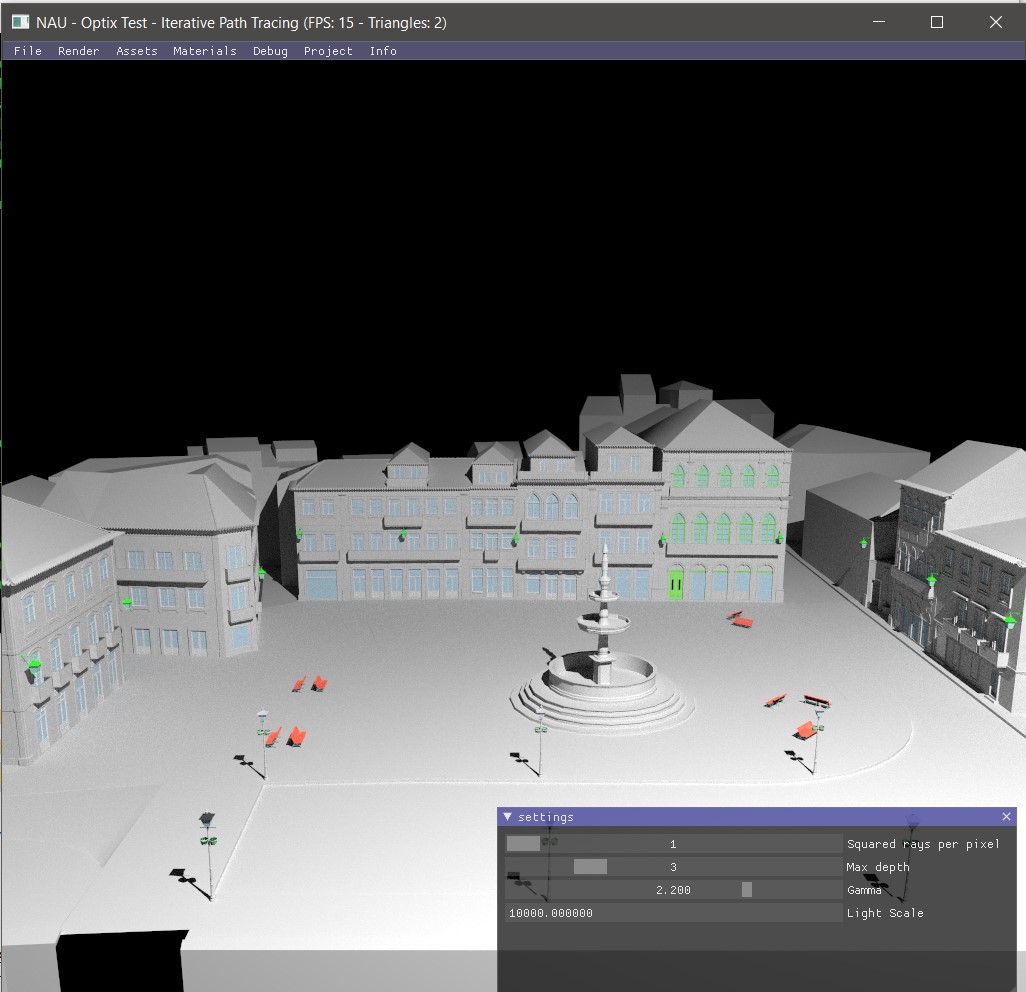 NAU - Optix Test - Iterative Path Tracing (FPS: 15 - Triangles: 2)
File Render Assets Materials Debug Project Info
settings
1 Squared rays per pixel
3 Max depth
2.200 Gamma
10000.000000 Light Scale